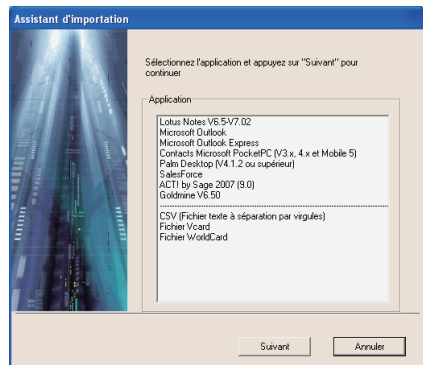 Assistant d'importation
Sélectionnez l'application et appuyez sur "Suivant" pour
continuer
Application
Lotus Notes V6.5-V7.02
Microsoft Outlook
Microsoft Outlook Express
Contacts Microsoft PocketPC (V3.x, 4.x et Mobile 5)
Palm Desktop (V4.1.2 ou supérieur)
SalesForce
ACT! by Sage 2007 (9.0)
Goldmine V6.50
CSV (Fichier texte à séparation par virgules)
Fichier Vcard
Fichier WorldCard
Suivant
Annuler